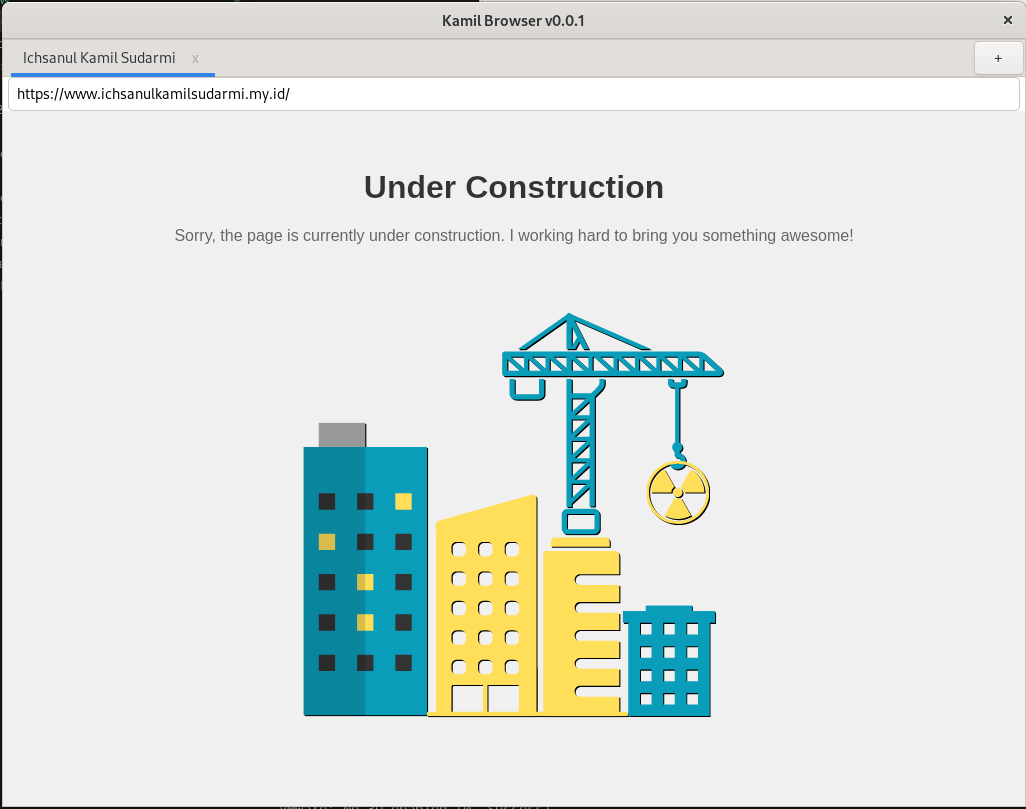 Kamil Browser v0.0.1
×
Ichsanul Kamil Sudarmi x
+
https://www.ichsanulkamilsudarmi.my.id/
Under Construction
Sorry, the page is currently under construction. I working hard to bring you something awesome!